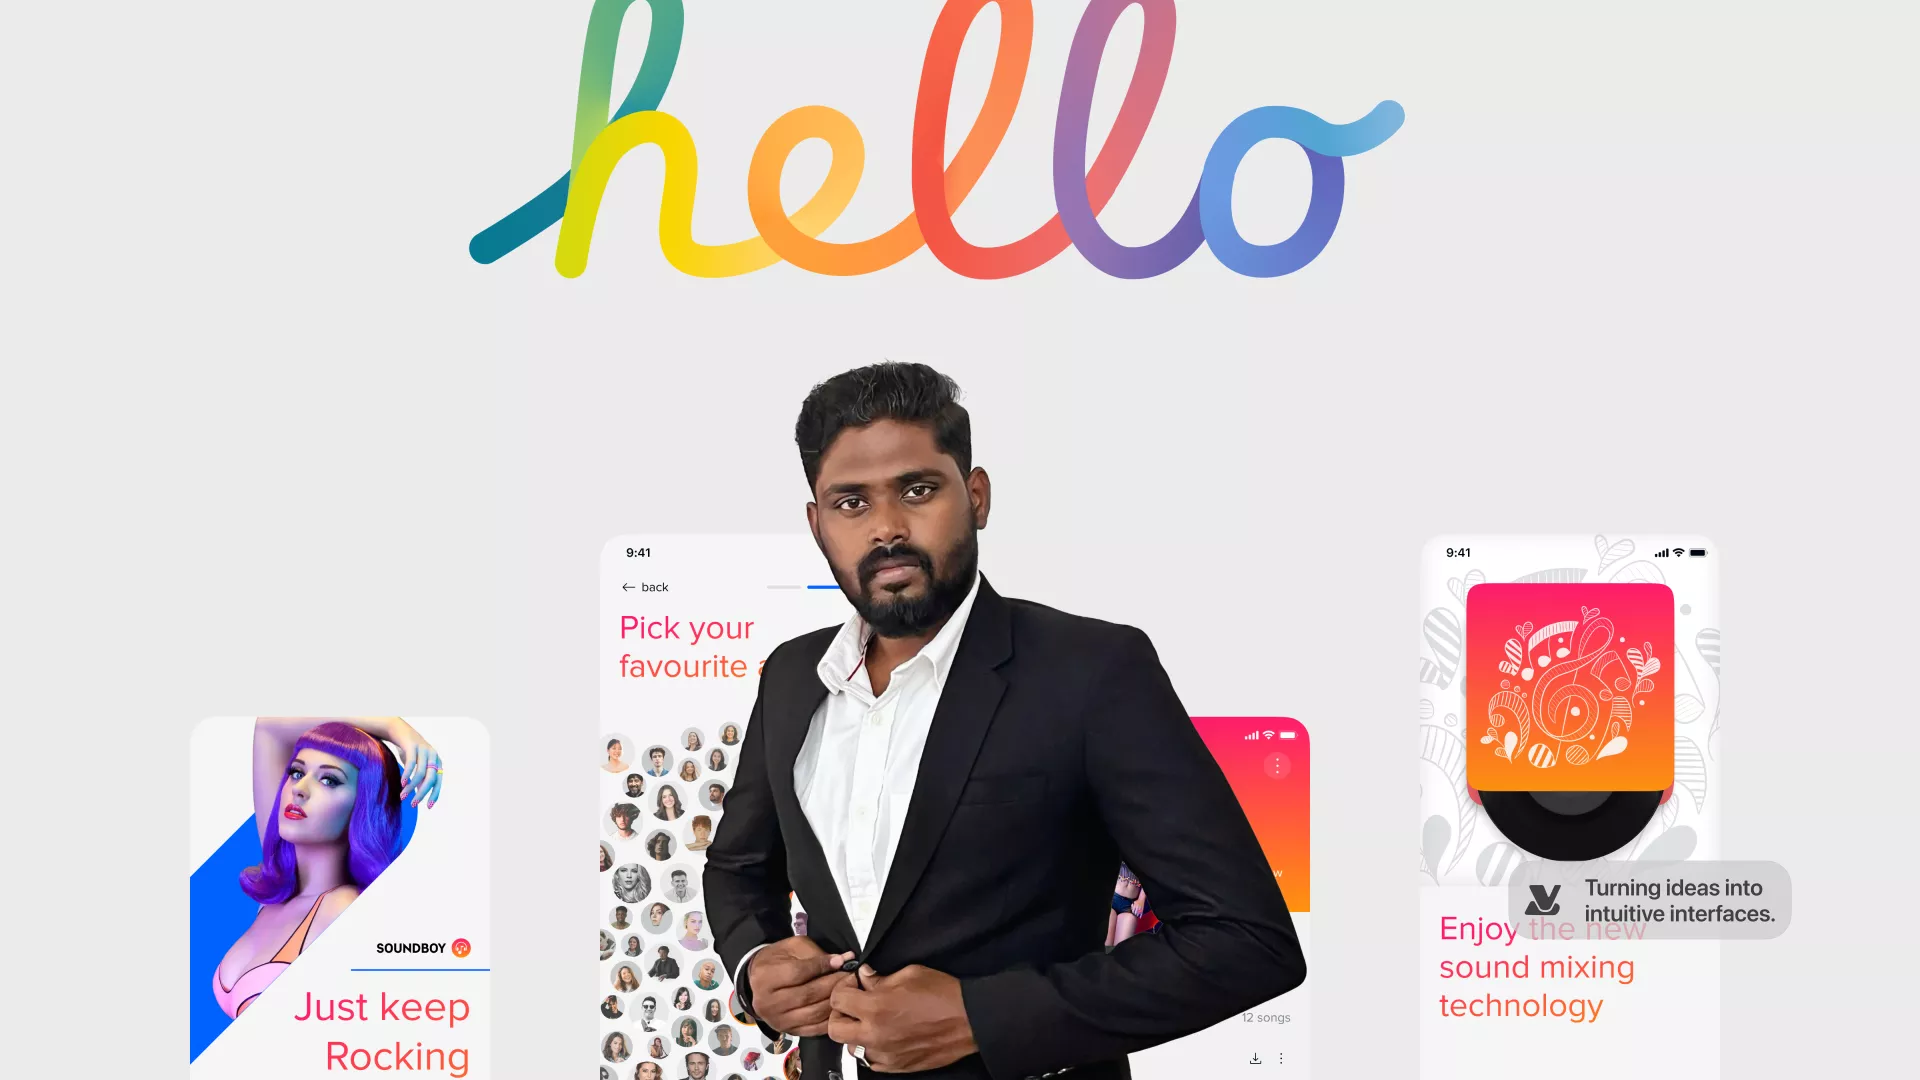 hello
9:41
back
Pick your
favourite
9:41
SOUNDBOY
Just keep
Rocking
12 songs
Turning ideas into
intuitive interfaces.
Enjoy the new
sound mixing
technology